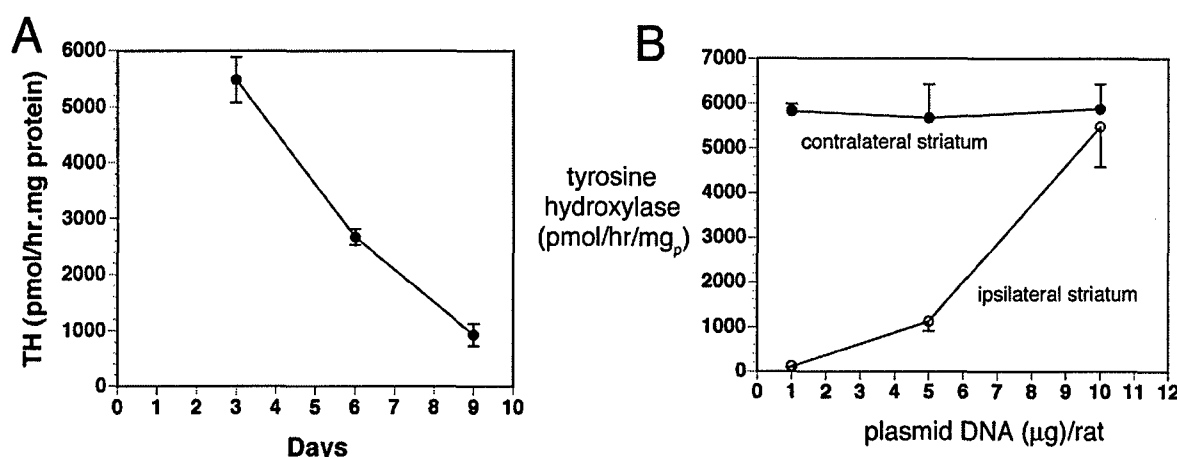 A
6000
5000
4000
3000
2000
1000
0
TH (pmol/hr.mg protein)
0 1 2 3 4 5 6 7 8 9 10
Days
B
tyrosine
hydroxylase
(pmol/hr/mgp)
7000
6000
5000
4000
3000
2000
1000
0
contralateral striatum
ipsilateral striatum
0 1 2 3 4 5 6 7 8 9 10 11 12
plasmid DNA (μg)/rat